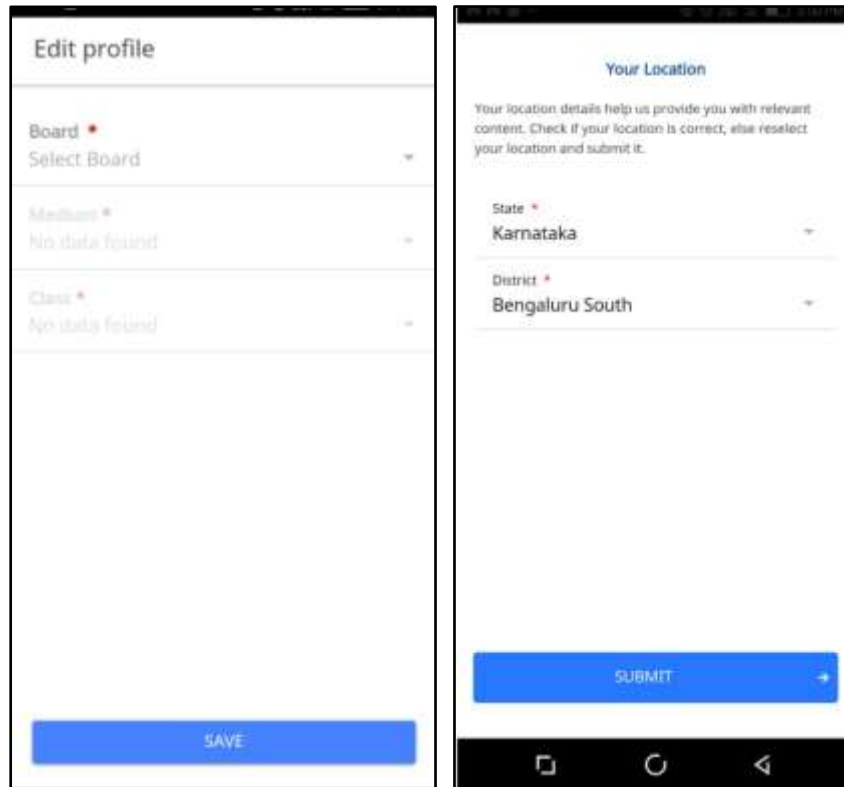 Edit profile
Board *
Select Board
Medium *
No data found
Class *
No data found
SAVE
Your Location
Your location details help us provide you with relevant
content. Check if your location is correct, else reselect
your location and submit it.
State *
Karnataka
District *
Bengaluru South
SUBMIT